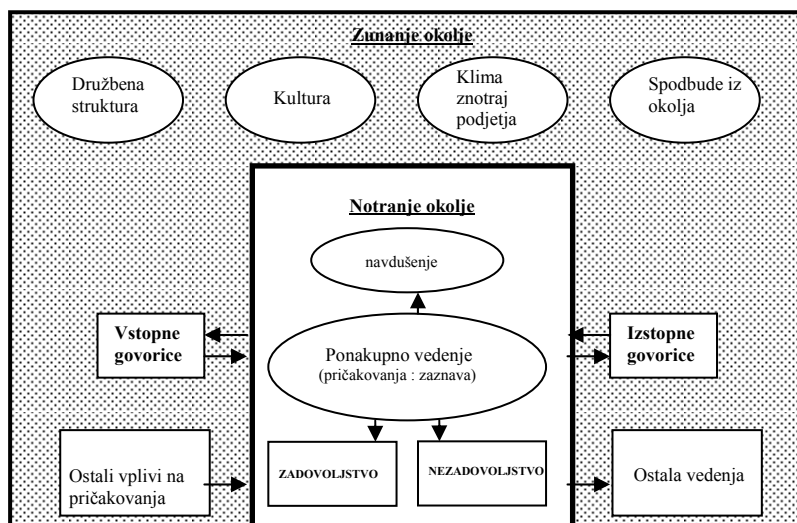 Zunanje okolje
Družbena
struktura
Kultura
Klima
znotraj
podjetja
Spodbude iz
okolja
Notranje okolje
navdušenje
Vstopne
govorice
Ponakupno vedenje
(pričakovanja : zaznava)
Izstopne
govorice
Ostali vplivi na
pričakovanja
ZADOVOLJSTVO
NEZADOVOLJSTVO
Ostala vedenja